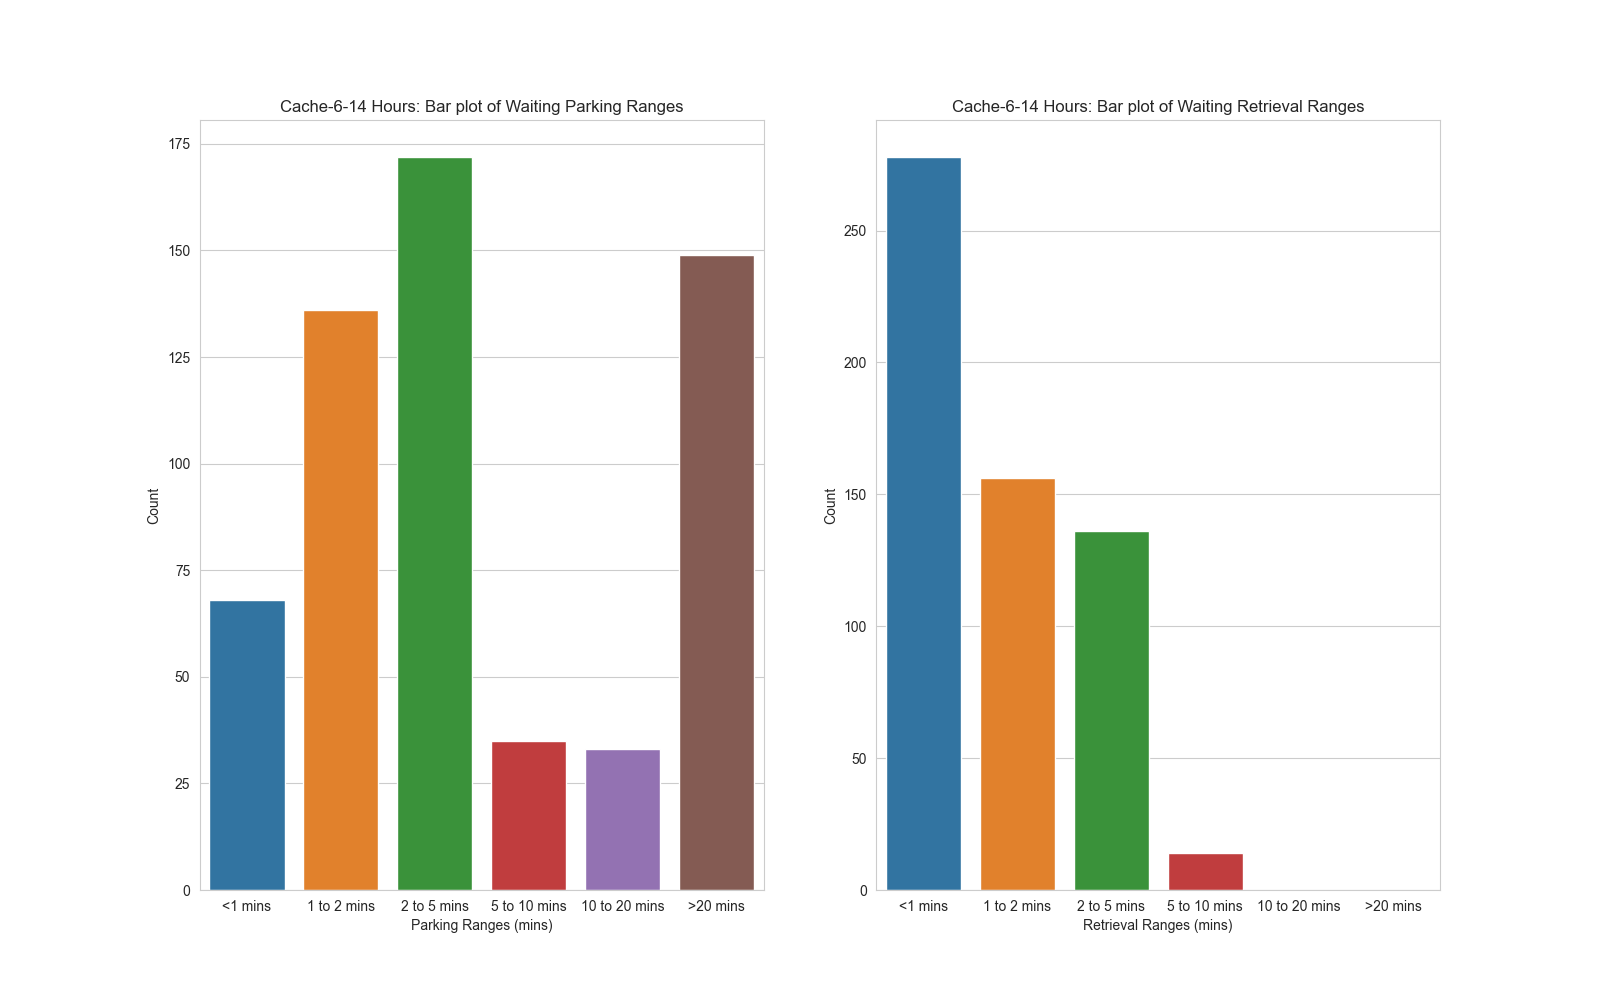 Cache-6-14 Hours: Bar plot of Waiting Parking Ranges
175
150
125
100
75
50
25
0
Count
<1 mins
1 to 2 mins
2 to 5 mins
5 to 10 mins
10 to 20 mins
>20 mins
Parking Ranges (mins)
Cache-6-14 Hours: Bar plot of Waiting Retrieval Ranges
250
200
150
100
50
0
Count
<1 mins
1 to 2 mins
2 to 5 mins
5 to 10 mins
10 to 20 mins
>20 mins
Retrieval Ranges (mins)